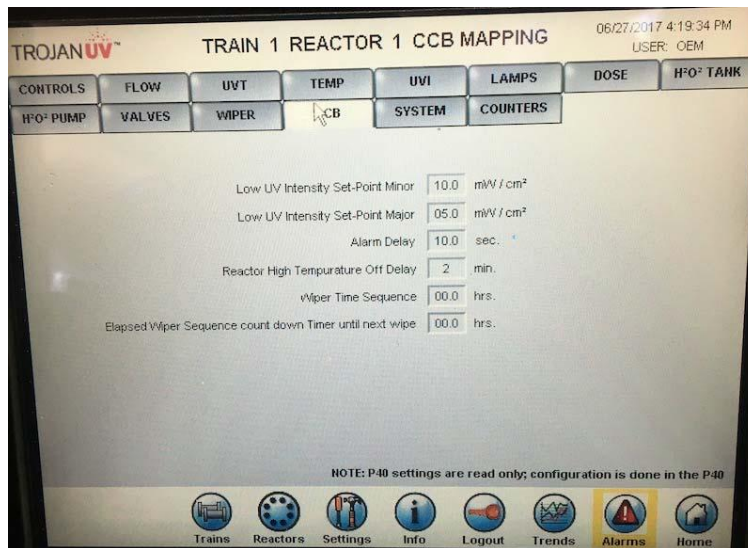 TROJANUV™ TRAIN 1 REACTOR 1 CCB MAPPING 06/27/2017 4:19:34 PM
USER: OEM
CONTROLS FLOW UVT TEMP UVI LAMPS DOSE H²O² TANK
H²O² PUMP VALVES WIPER CB SYSTEM COUNTERS
Low UV Intensity Set-Point Minor 10.0 mW / cm²
Low UV Intensity Set-Point Major 05.0 mW / cm²
Alarm Delay 10.0 sec.
Reactor High Tempurature Off Delay 2 min.
Wiper Time Sequence 00.0 hrs.
Elapsed Wiper Sequence count down Timer until next wipe 00.0 hrs.
NOTE: P40 settings are read only; configuration is done in the P40
Trains Reactors Settings Info Logout Trends Alarms Home